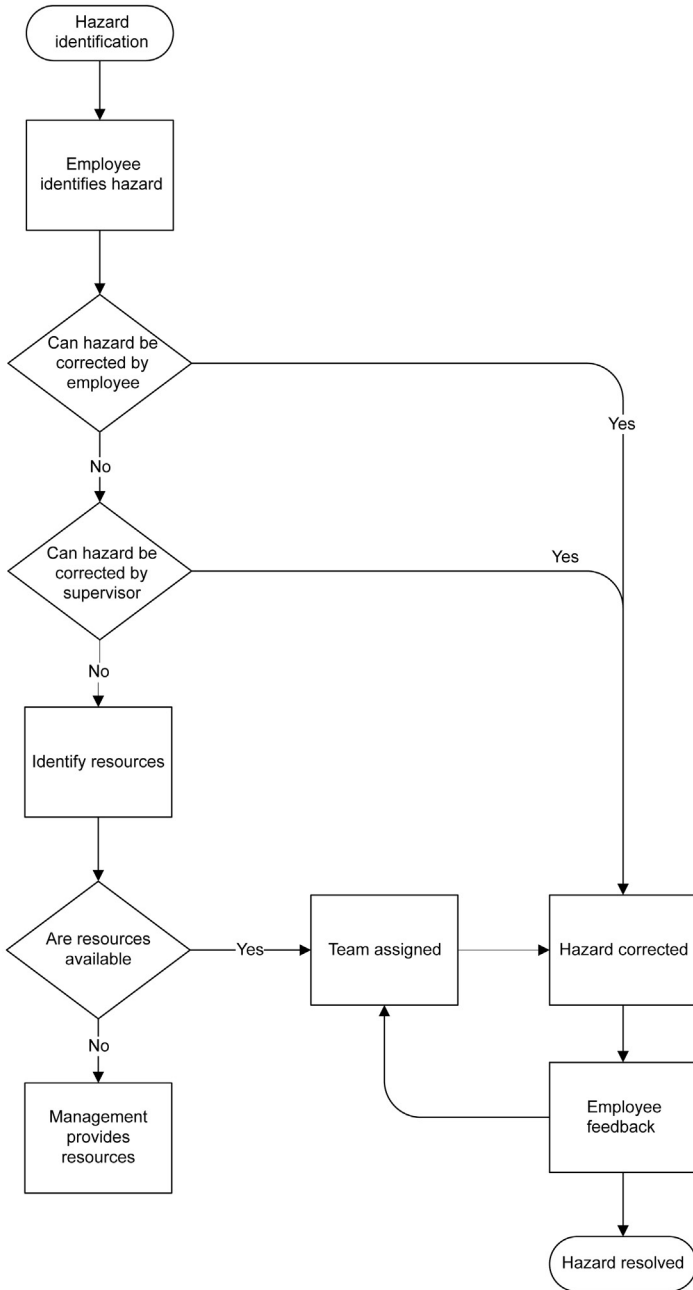 Hazard
identification
Employee
identifies hazard
Can hazard be
corrected by
employee
Yes
No
Can hazard be
corrected by
supervisor
Yes
No
Identify resources
Are resources
available
Yes
Team assigned
Hazard corrected
No
Management
provides
resources
Employee
feedback
Hazard resolved